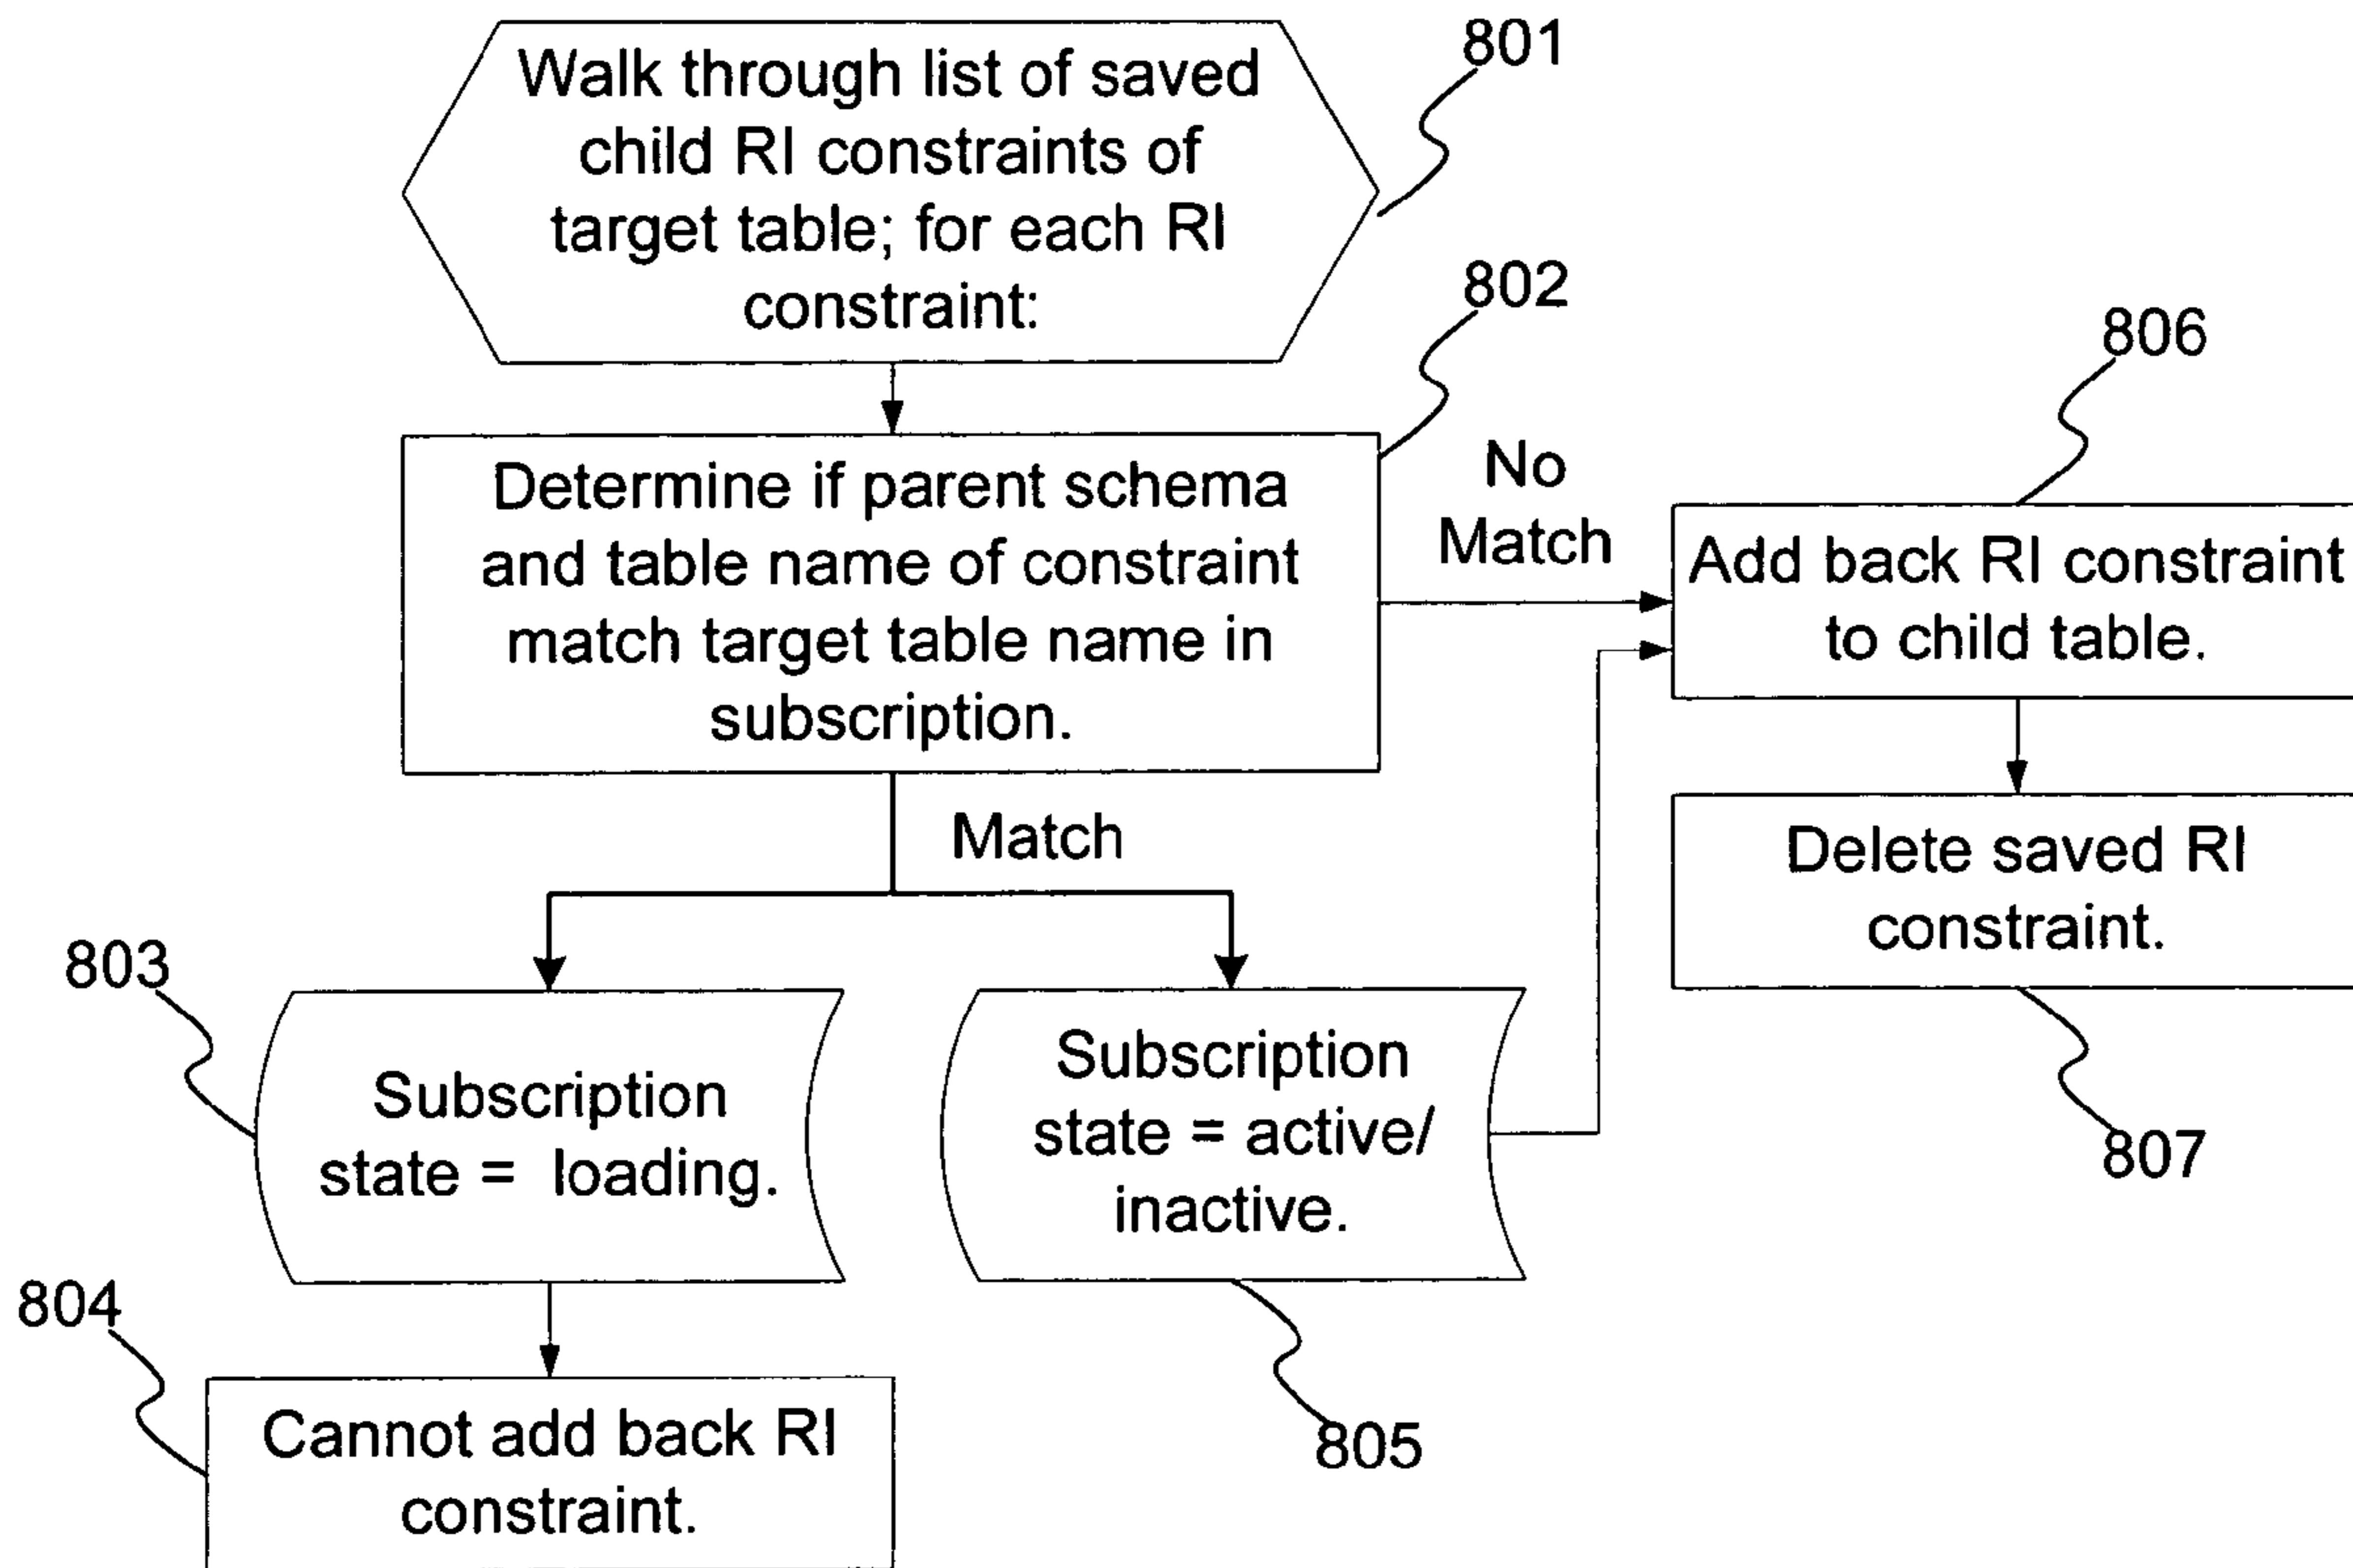 801
Walk through list of saved
child RI constraints of
target table; for each RI
constraint:
802
Determine if parent schema
and table name of constraint
match target table name in
subscription.
No
Match
806
Add back RI constraint
to child table.
Match
Delete saved RI
constraint.
807
803
Subscription
state = loading.
Subscription
state = active/
inactive.
805
804
Cannot add back RI
constraint.